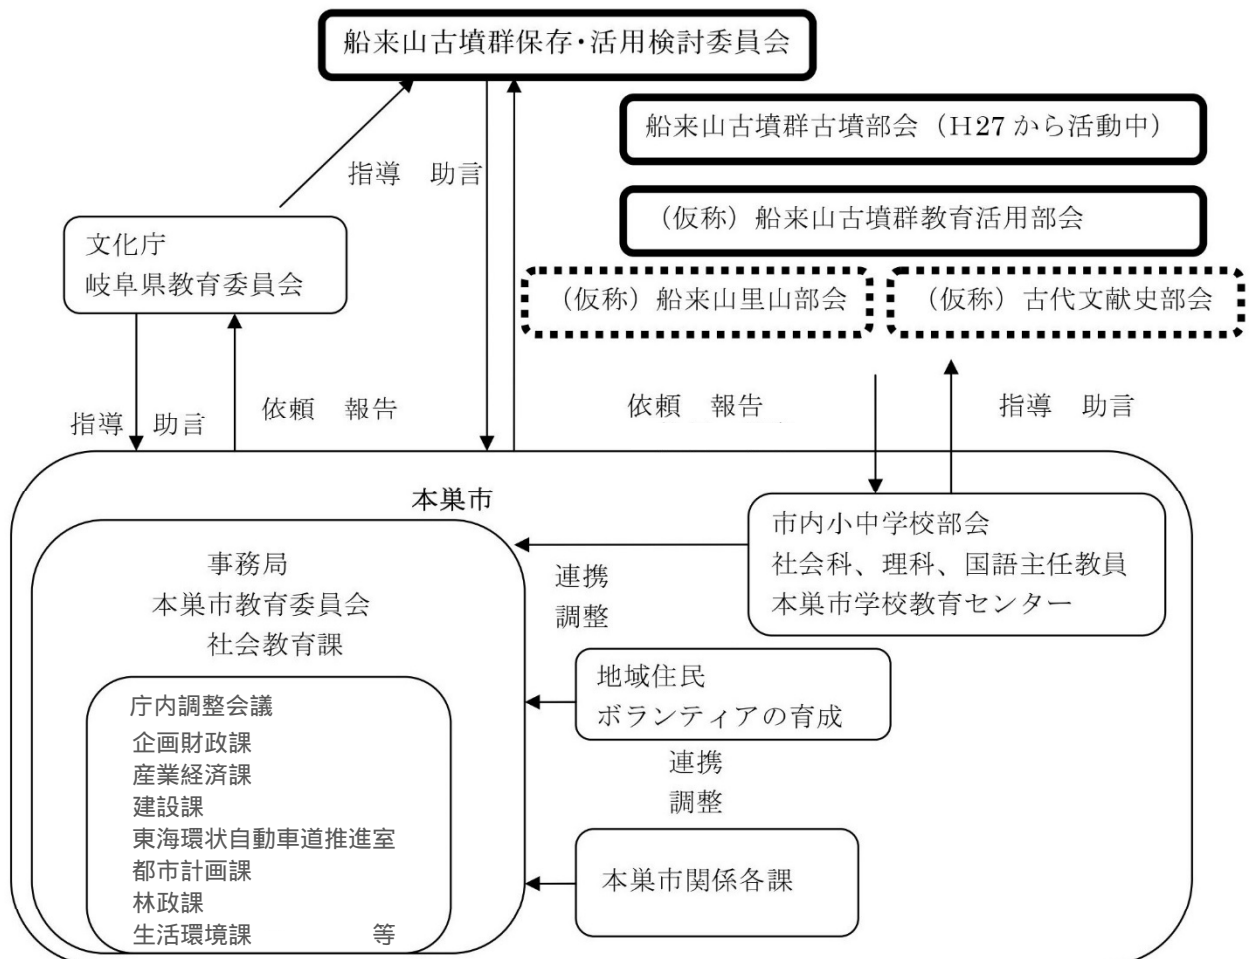 船来山古墳群保存・活用検討委員会
船来山古墳群古墳部会（H27 から活動中）
指導　助言
（仮称）船来山古墳群教育活用部会
文化庁
岐阜県教育委員会
（仮称）船来山里山部会
（仮称）古代文献史部会
指導　助言
依頼　報告
依頼　報告
指導　助言
本巣市
事務局
本巣市教育委員会
社会教育課
市内小中学校部会
社会科、理科、国語主任教員
本巣市学校教育センター
連携
調整
地域住民
ボランティアの育成
連携
調整
本巣市関係各課
庁内調整会議
企画財政課
産業経済課
建設課
東海環状自動車道推進室
都市計画課
林政課
生活環境課　　　　　等